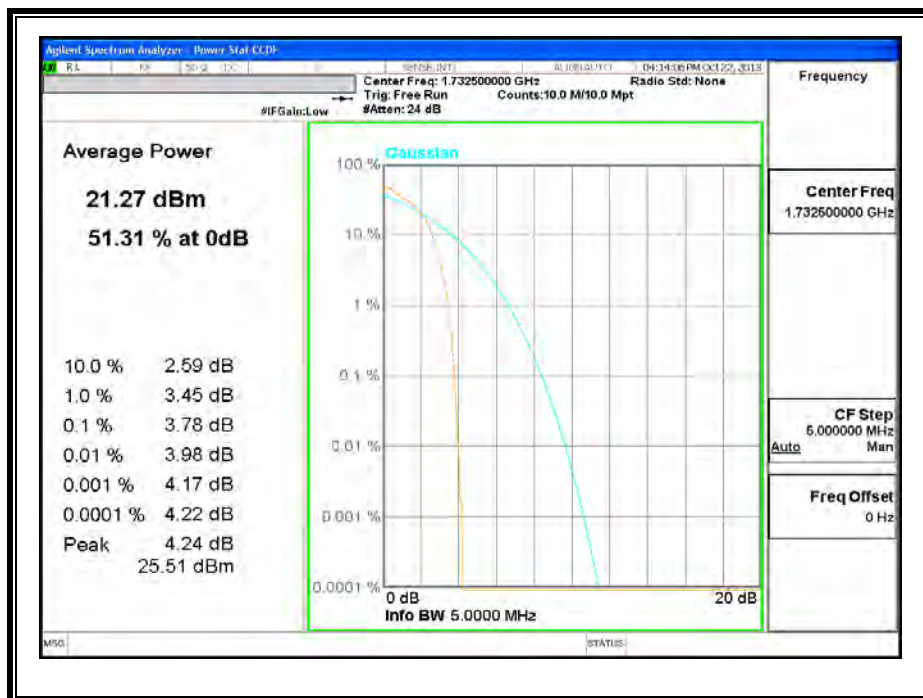 Agilent Spectrum Analyzer - Power Stat CCDF
RL RF 50 Ω DC SENSE:INT ALIGN AUTO 04:14:06 PM Oct 22, 2013
Center Freq: 1.732500000 GHz Radio Std: None
Trig: Free Run Counts:10.0 M/10.0 Mpt
#IFGain:Low #Atten: 24 dB
Frequency
Average Power
21.27 dBm
51.31 % at 0dB
10.0 % 2.59 dB
1.0 % 3.45 dB
0.1 % 3.78 dB
0.01 % 3.98 dB
0.001 % 4.17 dB
0.0001 % 4.22 dB
Peak 4.24 dB
25.51 dBm
Gaussian
100 %
10 %
1 %
0.1 %
0.01 %
0.001 %
0.0001 %
0 dB 20 dB
Info BW 5.0000 MHz
Center Freq
1.732500000 GHz
CF Step
5.000000 MHz
Auto Man
Freq Offset
0 Hz
MSG STATUS